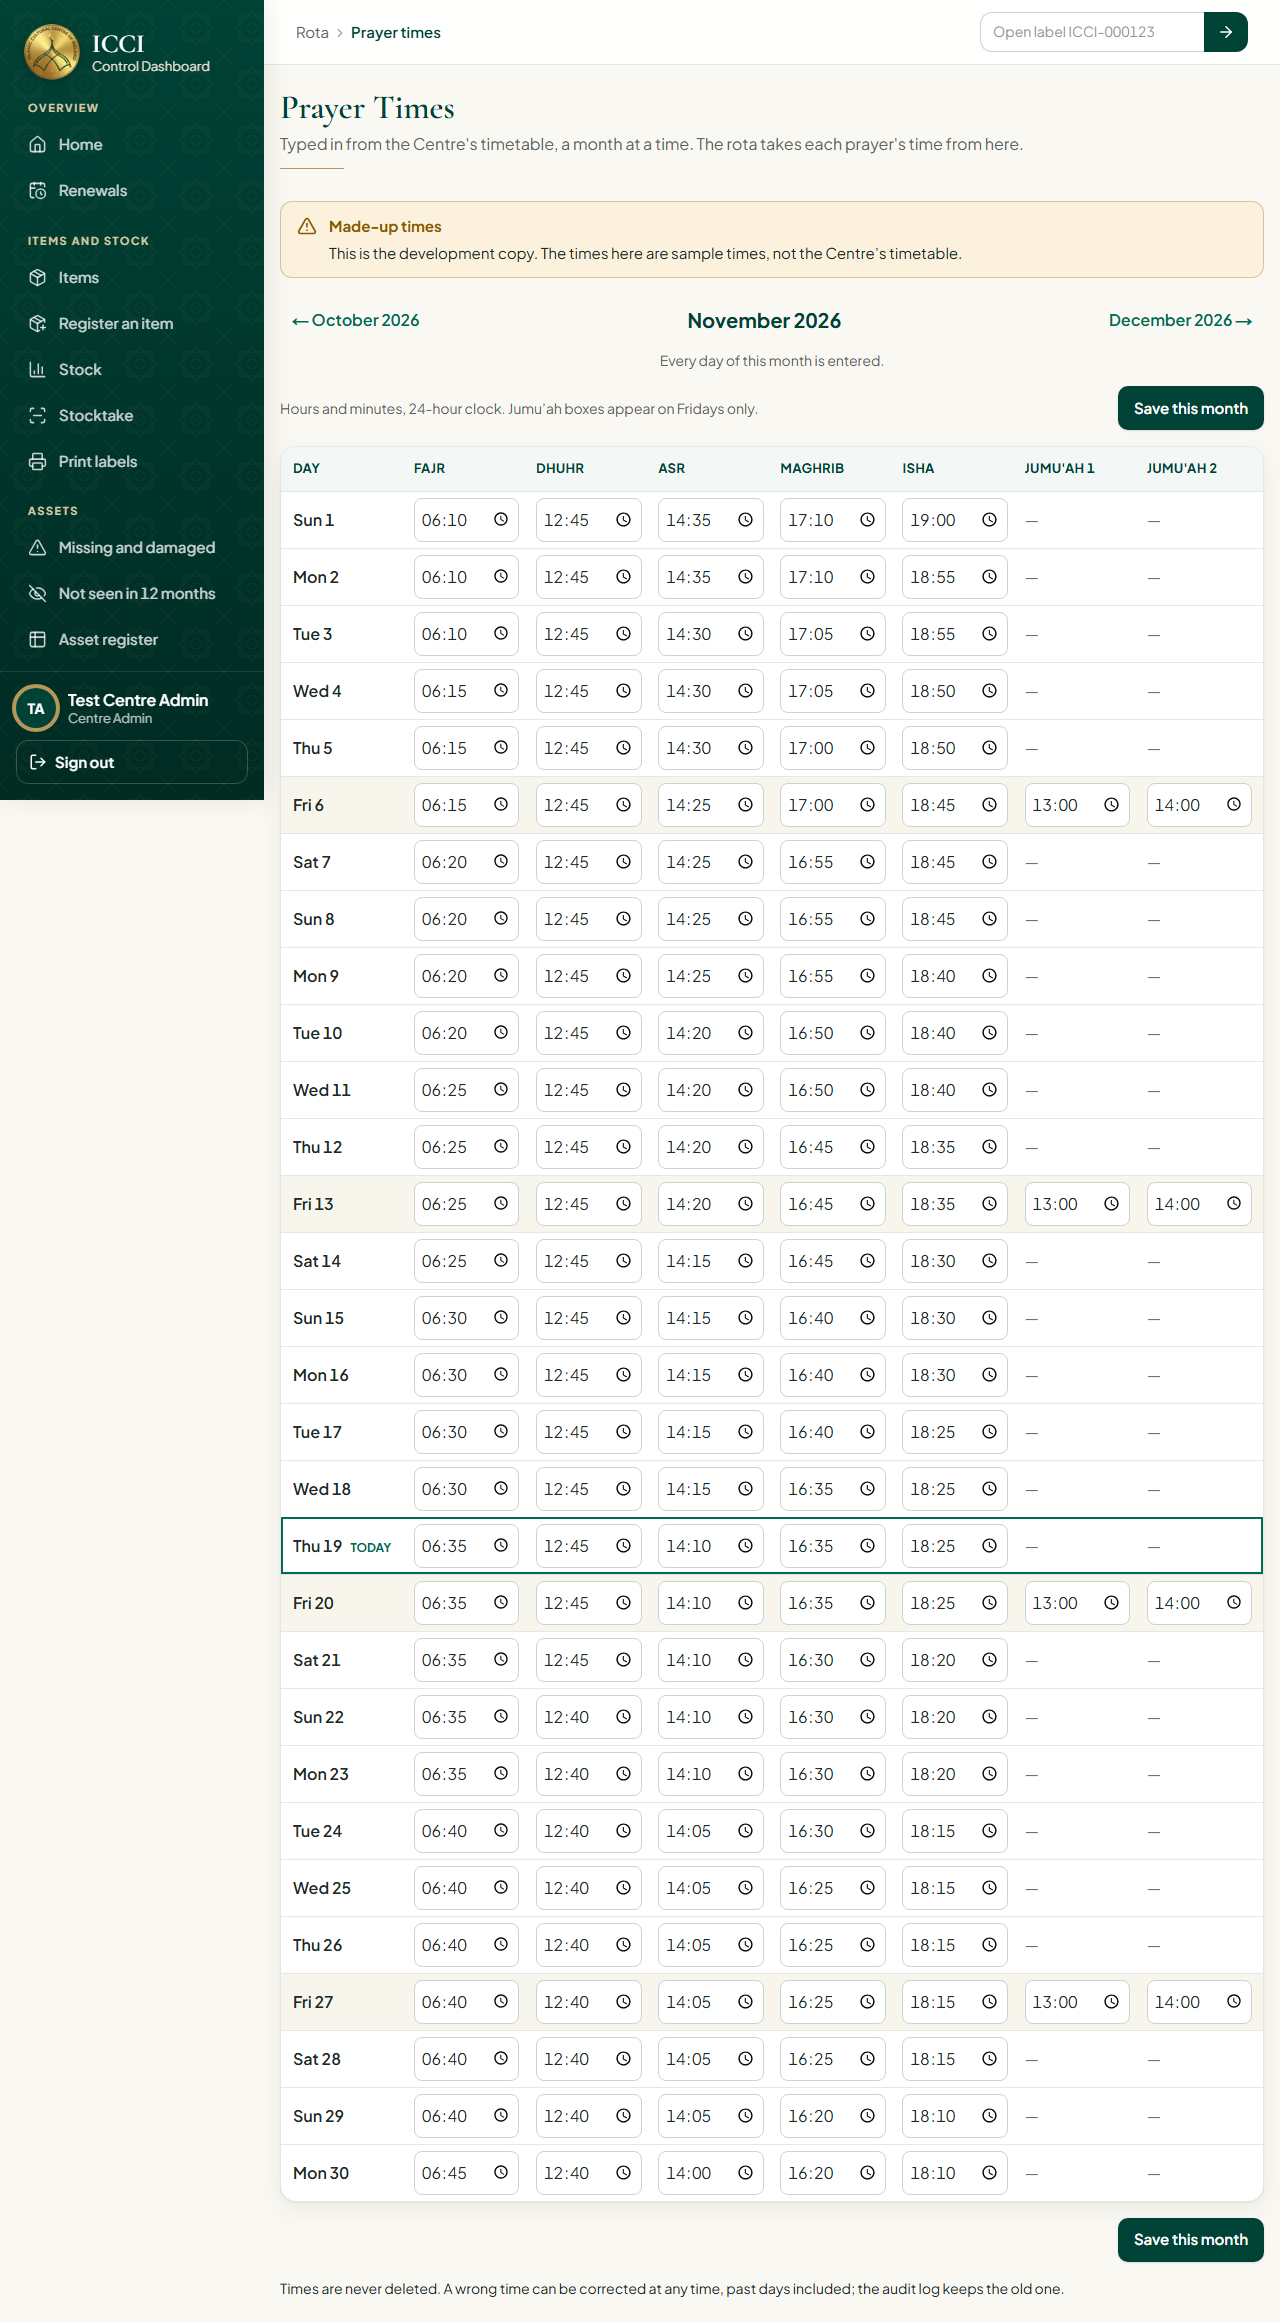 ICCI
Control Dashboard
OVERVIEW
Home
Renewals
ITEMS AND STOCK
Items
Register an item
Stock
Stocktake
Print labels
ASSETS
Missing and damaged
Not seen in 12 months
Asset register
TA
Test Centre Admin
Centre Admin
Sign out
Rota › Prayer times
Open label ICCI-000123
Prayer Times
Typed in from the Centre's timetable, a month at a time. The rota takes each prayer's time from here.
Made-up times
This is the development copy. The times here are sample times, not the Centre's timetable.
← October 2026
November 2026
December 2026 →
Every day of this month is entered.
Hours and minutes, 24-hour clock. Jumu'ah boxes appear on Fridays only.
Save this month
DAY FAJR DHUHR ASR MAGHRIB ISHA JUMU'AH 1 JUMU'AH 2
Sun 1 06:10 12:45 14:35 17:10 19:00 — —
Mon 2 06:10 12:45 14:35 17:10 18:55 — —
Tue 3 06:10 12:45 14:30 17:05 18:55 — —
Wed 4 06:15 12:45 14:30 17:05 18:50 — —
Thu 5 06:15 12:45 14:30 17:00 18:50 — —
Fri 6 06:15 12:45 14:25 17:00 18:45 13:00 14:00
Sat 7 06:20 12:45 14:25 16:55 18:45 — —
Sun 8 06:20 12:45 14:25 16:55 18:45 — —
Mon 9 06:20 12:45 14:25 16:55 18:40 — —
Tue 10 06:20 12:45 14:20 16:50 18:40 — —
Wed 11 06:25 12:45 14:20 16:50 18:40 — —
Thu 12 06:25 12:45 14:20 16:45 18:35 — —
Fri 13 06:25 12:45 14:20 16:45 18:35 13:00 14:00
Sat 14 06:25 12:45 14:15 16:45 18:30 — —
Sun 15 06:30 12:45 14:15 16:40 18:30 — —
Mon 16 06:30 12:45 14:15 16:40 18:30 — —
Tue 17 06:30 12:45 14:15 16:40 18:25 — —
Wed 18 06:30 12:45 14:15 16:35 18:25 — —
Thu 19 TODAY 06:35 12:45 14:10 16:35 18:25 — —
Fri 20 06:35 12:45 14:10 16:35 18:25 13:00 14:00
Sat 21 06:35 12:45 14:10 16:30 18:20 — —
Sun 22 06:35 12:40 14:10 16:30 18:20 — —
Mon 23 06:35 12:40 14:10 16:30 18:20 — —
Tue 24 06:40 12:40 14:05 16:30 18:15 — —
Wed 25 06:40 12:40 14:05 16:25 18:15 — —
Thu 26 06:40 12:40 14:05 16:25 18:15 — —
Fri 27 06:40 12:40 14:05 16:25 18:15 13:00 14:00
Sat 28 06:40 12:40 14:05 16:25 18:15 — —
Sun 29 06:40 12:40 14:05 16:20 18:10 — —
Mon 30 06:45 12:40 14:00 16:20 18:10 — —
Save this month
Times are never deleted. A wrong time can be corrected at any time, past days included; the audit log keeps the old one.